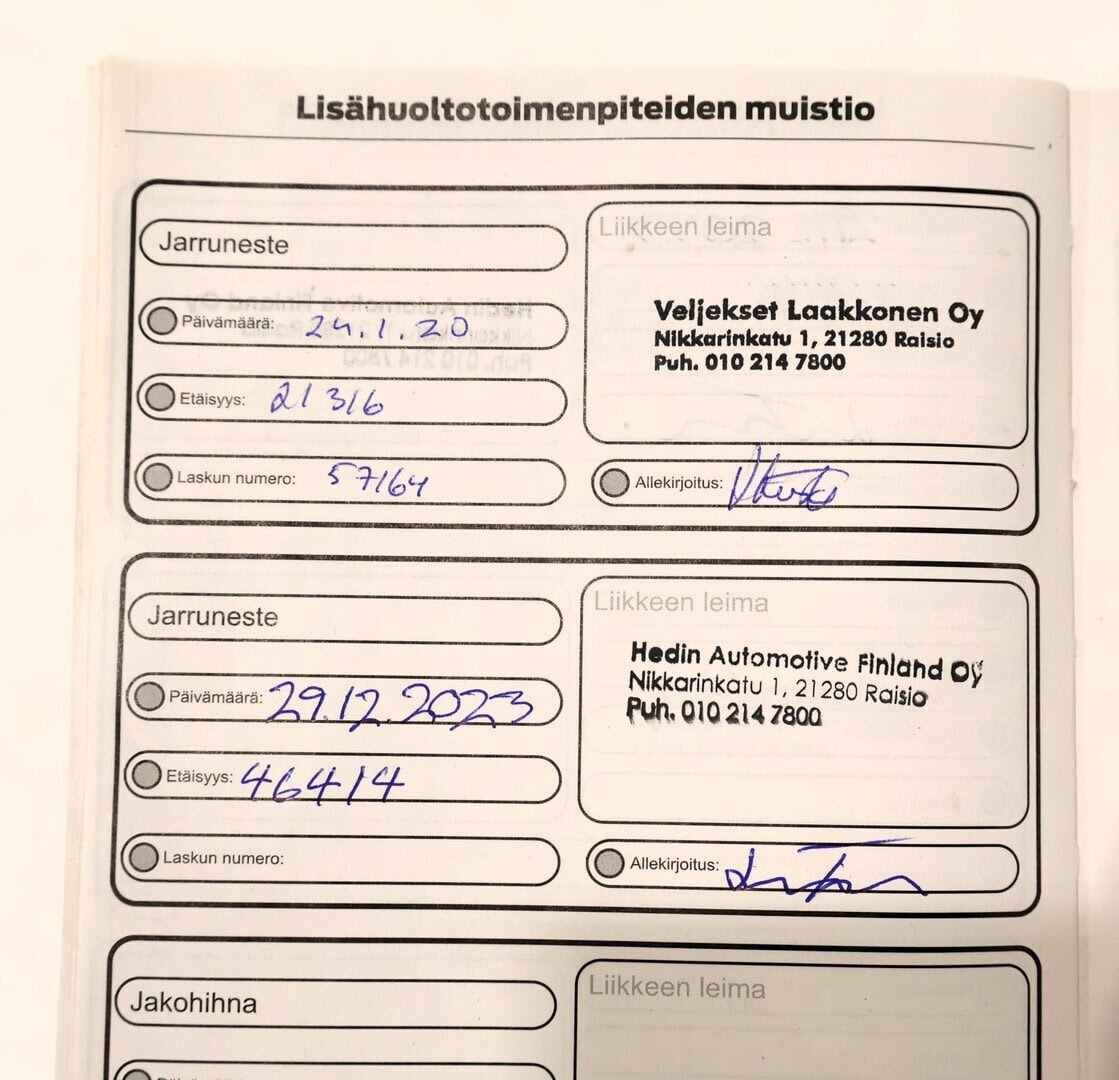 Lisähuoltotoimenpiteiden muistio
Jarruneste
Päivämäärä: 24.1.20
Etäisyys: 21316
Laskun numero: 57164
Liikkeen leima
Veljekset Laakkonen Oy
Nikkarinkatu 1, 21280 Raisio
Puh. 010 214 7800
Allekirjoitus:
Jarruneste
Päivämäärä: 29.12.2023
Etäisyys: 46414
Laskun numero:
Liikkeen leima
Hedin Automotive Finland Oy
Nikkarinkatu 1, 21280 Raisio
Puh. 010 214 7800
Allekirjoitus:
Jakohihna
Liikkeen leima